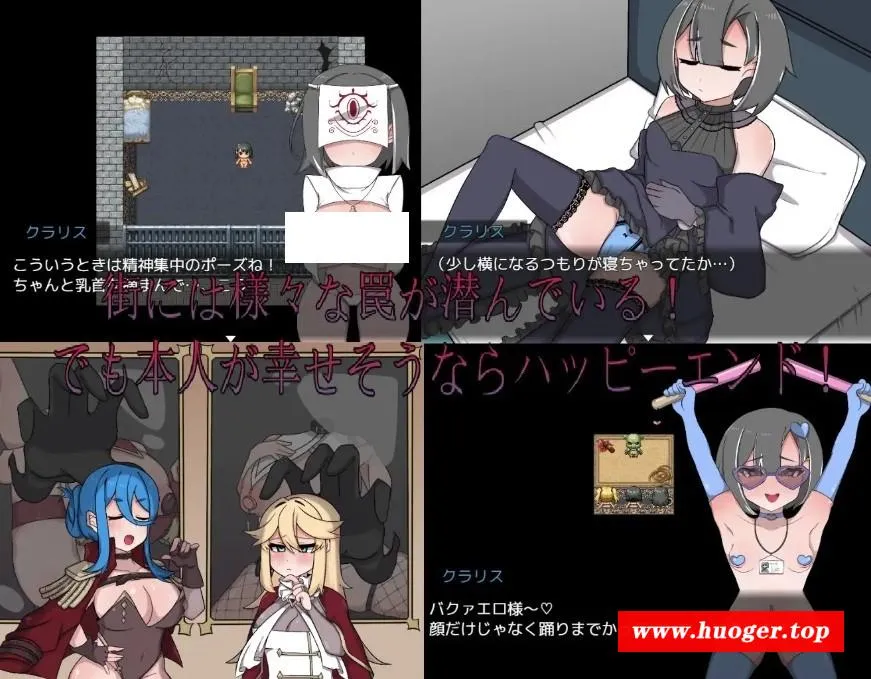 クラリス
こういうときは精神集中のポーズね！
ちゃんと乳首
クラリス
（少し横になるつもりが寝ちゃってたか…）
街には様々な罠が潜んでいる！
でも本人が幸せそうならハッピーエンド！
クラリス
バクァエロ様～♡
顔だけじゃなく踊りまでか
www.huoger.top